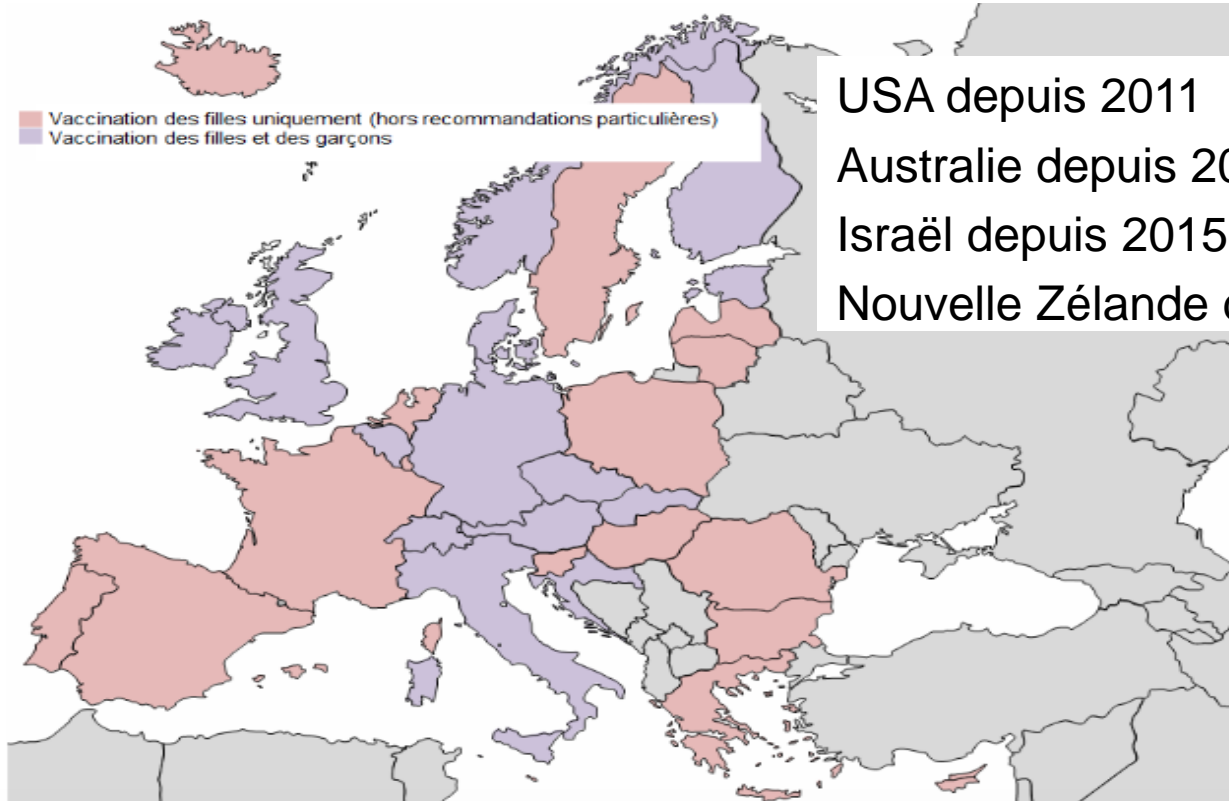 Vaccination des filles uniquement (hors recommandations particulières)
Vaccination des filles et des garçons
USA depuis 2011
Australie depuis 20
Israël depuis 2015
Nouvelle Zélande